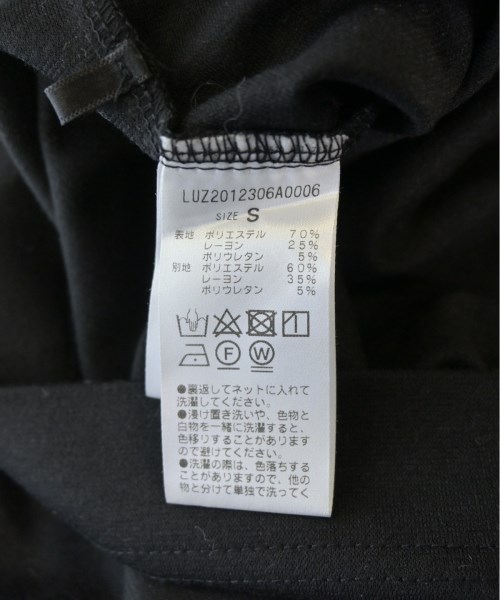 LUZ2012306A0006
SIZE S
表地 ポリエステル 70%
レーヨン 25%
ポリウレタン 5%
別地 ポリエステル 60%
レーヨン 35%
ポリウレタン 5%
F W
●裏返してネットに入れて
洗濯してください。
●浸け置き洗いや、色物と
白物を一緒に洗濯すると、
色移りすることがあります
ので避けてください。
●洗濯の際は、色落ちする
ことがありますので、他の
物と分けて単独で洗ってく